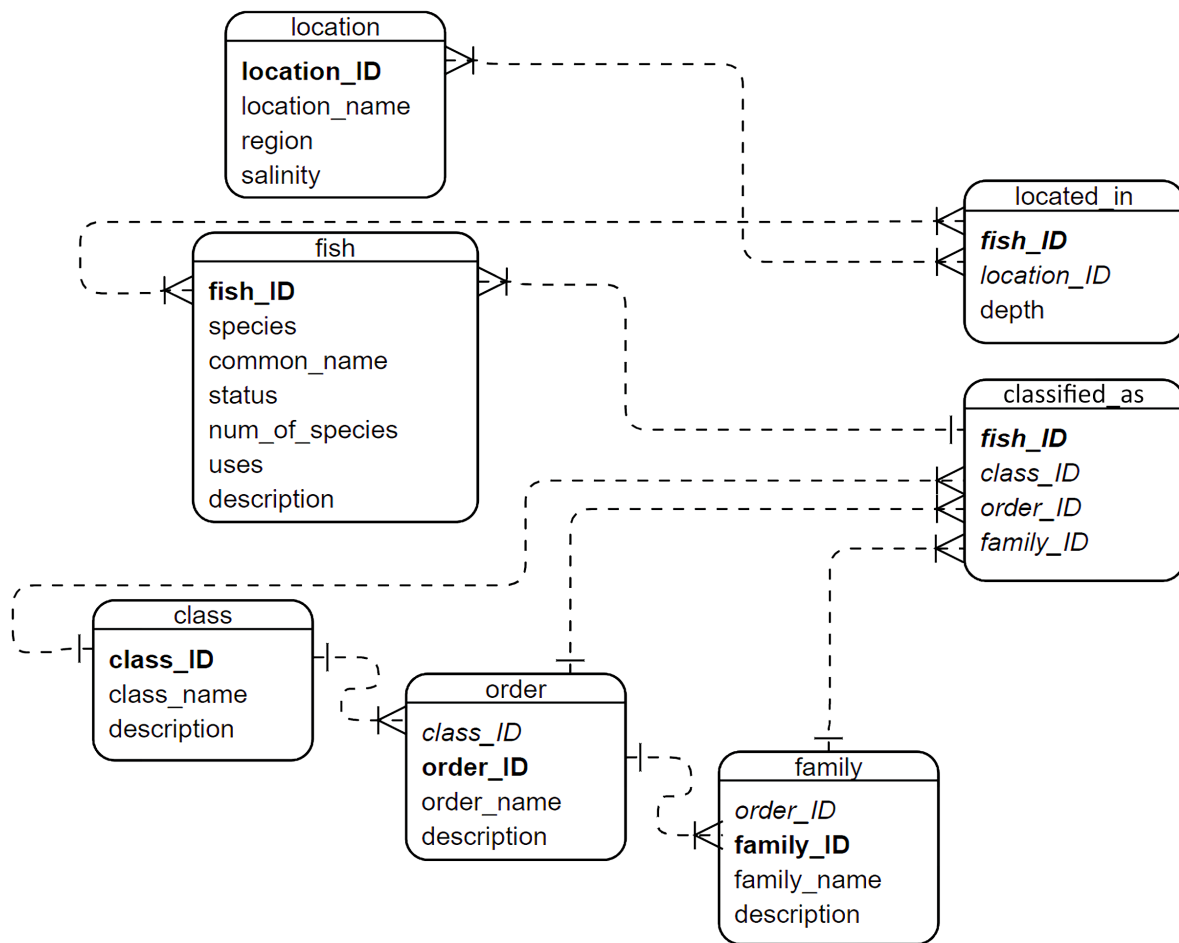 location
location_ID
location_name
region
salinity
located_in
fish_ID
location_ID
depth
fish
fish_ID
species
common_name
status
num_of_species
uses
description
classified_as
fish_ID
class_ID
order_ID
family_ID
class
class_ID
class_name
description
order
class_ID
order_ID
order_name
description
family
order_ID
family_ID
family_name
description